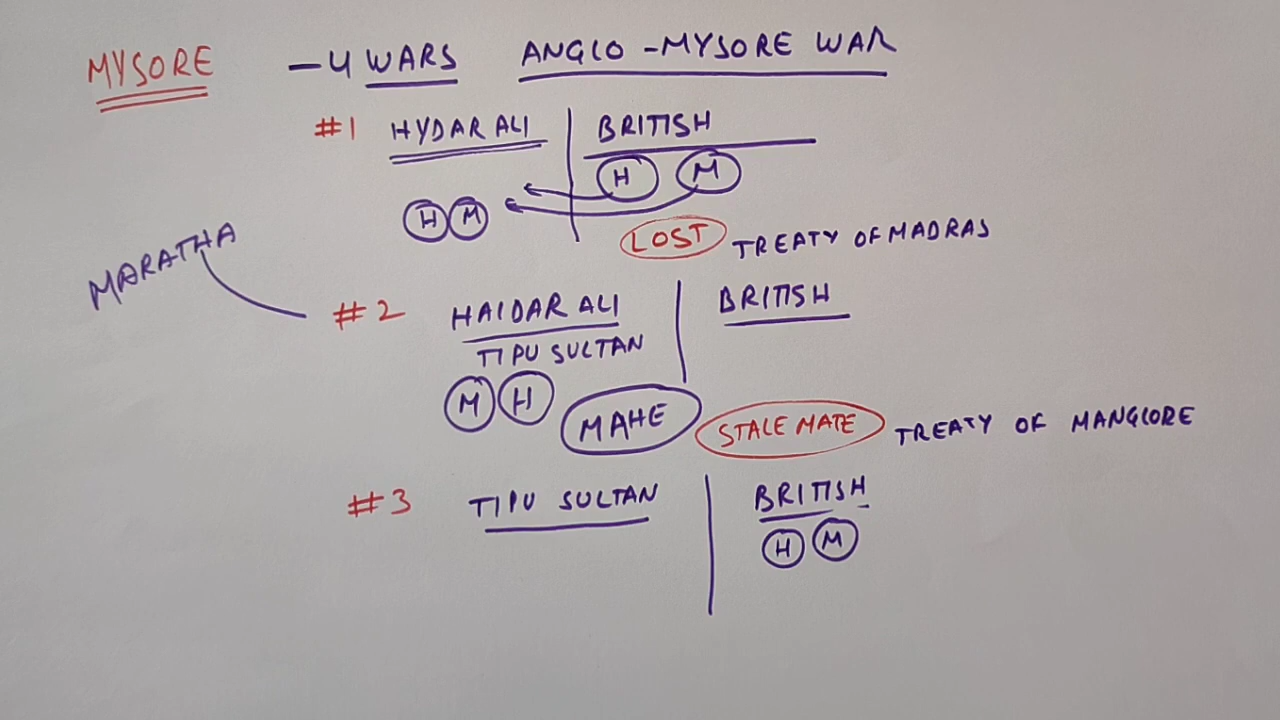 MYSORE - 4 WARS ANGLO - MYSORE WAR
#1 HYDAR ALI BRITISH
H M
H M
LOST TREATY OF MADRAS
MARATHA
#2 HAIDAR ALI BRITISH
TIPU SULTAN
M H
MAHE STALE MATE TREATY OF MANGLORE
#3 TIPU SULTAN BRITISH
H M